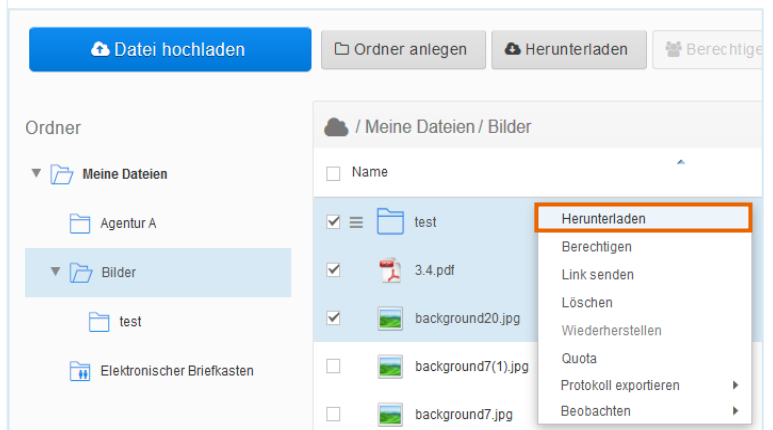 Datei hochladen
Ordner anlegen
Herunterladen
Berechtige
Ordner
/ Meine Dateien / Bilder
Meine Dateien
Name
Agentur A
test
Herunterladen
Berechtigen
Bilder
3.4.pdf
Link senden
Löschen
test
background20.jpg
Wiederherstellen
Quota
Elektronischer Briefkasten
background7(1).jpg
Protokoll exportieren
background7.jpg
Beobachten